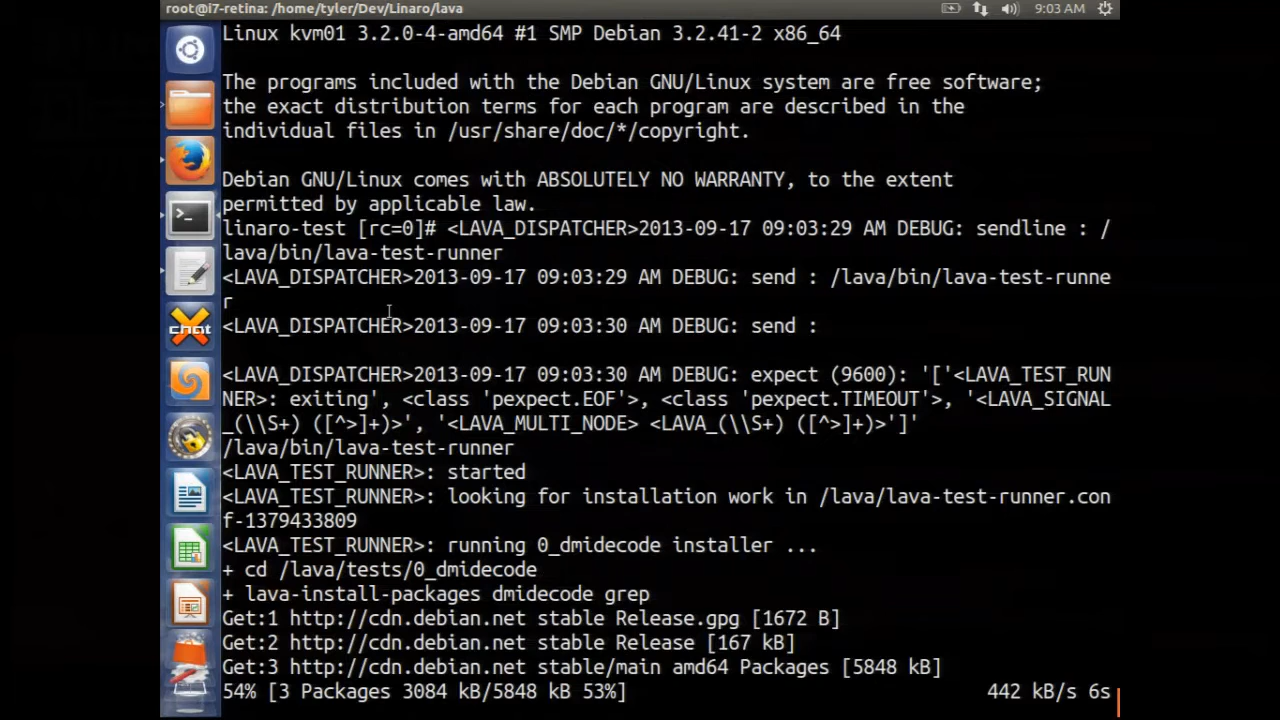 root@i7-retina: /home/tyler/Dev/Linaro/lava
9:03 AM
Linux kvm01 3.2.0-4-amd64 #1 SMP Debian 3.2.41-2 x86_64
The programs included with the Debian GNU/Linux system are free software;
the exact distribution terms for each program are described in the
individual files in /usr/share/doc/*/copyright.
Debian GNU/Linux comes with ABSOLUTELY NO WARRANTY, to the extent
permitted by applicable law.
linaro-test [rc=0]# <LAVA_DISPATCHER>2013-09-17 09:03:29 AM DEBUG: sendline : /
lava/bin/lava-test-runner
<LAVA_DISPATCHER>2013-09-17 09:03:29 AM DEBUG: send : /lava/bin/lava-test-runne
r
<LAVA_DISPATCHER>2013-09-17 09:03:30 AM DEBUG: send :
<LAVA_DISPATCHER>2013-09-17 09:03:30 AM DEBUG: expect (9600): '['<LAVA_TEST_RUN
NER>: exiting', <class 'pexpect.EOF'>, <class 'pexpect.TIMEOUT'>, '<LAVA_SIGNAL
_(\\S+) ([^>]+)>', '<LAVA_MULTI_NODE> <LAVA_(\\S+) ([^>]+)>']'
/lava/bin/lava-test-runner
<LAVA_TEST_RUNNER>: started
<LAVA_TEST_RUNNER>: looking for installation work in /lava/lava-test-runner.con
f-1379433809
<LAVA_TEST_RUNNER>: running 0_dmidecode installer ...
+ cd /lava/tests/0_dmidecode
+ lava-install-packages dmidecode grep
Get:1 http://cdn.debian.net stable Release.gpg [1672 B]
Get:2 http://cdn.debian.net stable Release [167 kB]
Get:3 http://cdn.debian.net stable/main amd64 Packages [5848 kB]
54% [3 Packages 3084 kB/5848 kB 53%] 442 kB/s 6s
chat